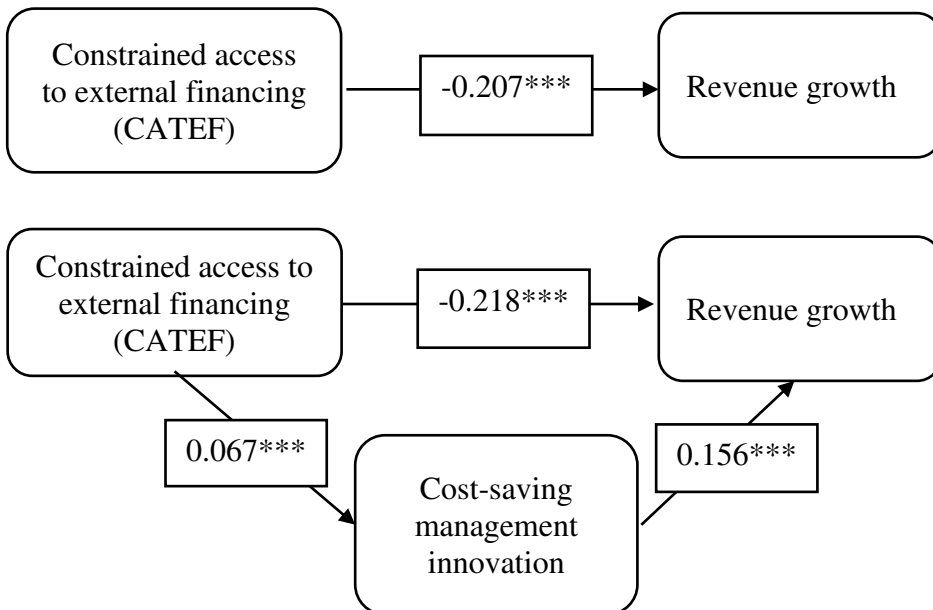 Constrained access
to external financing
(CATEF)
-0.207***
Revenue growth
Constrained access to
external financing
(CATEF)
-0.218***
Revenue growth
0.067***
0.156***
Cost-saving
management
innovation